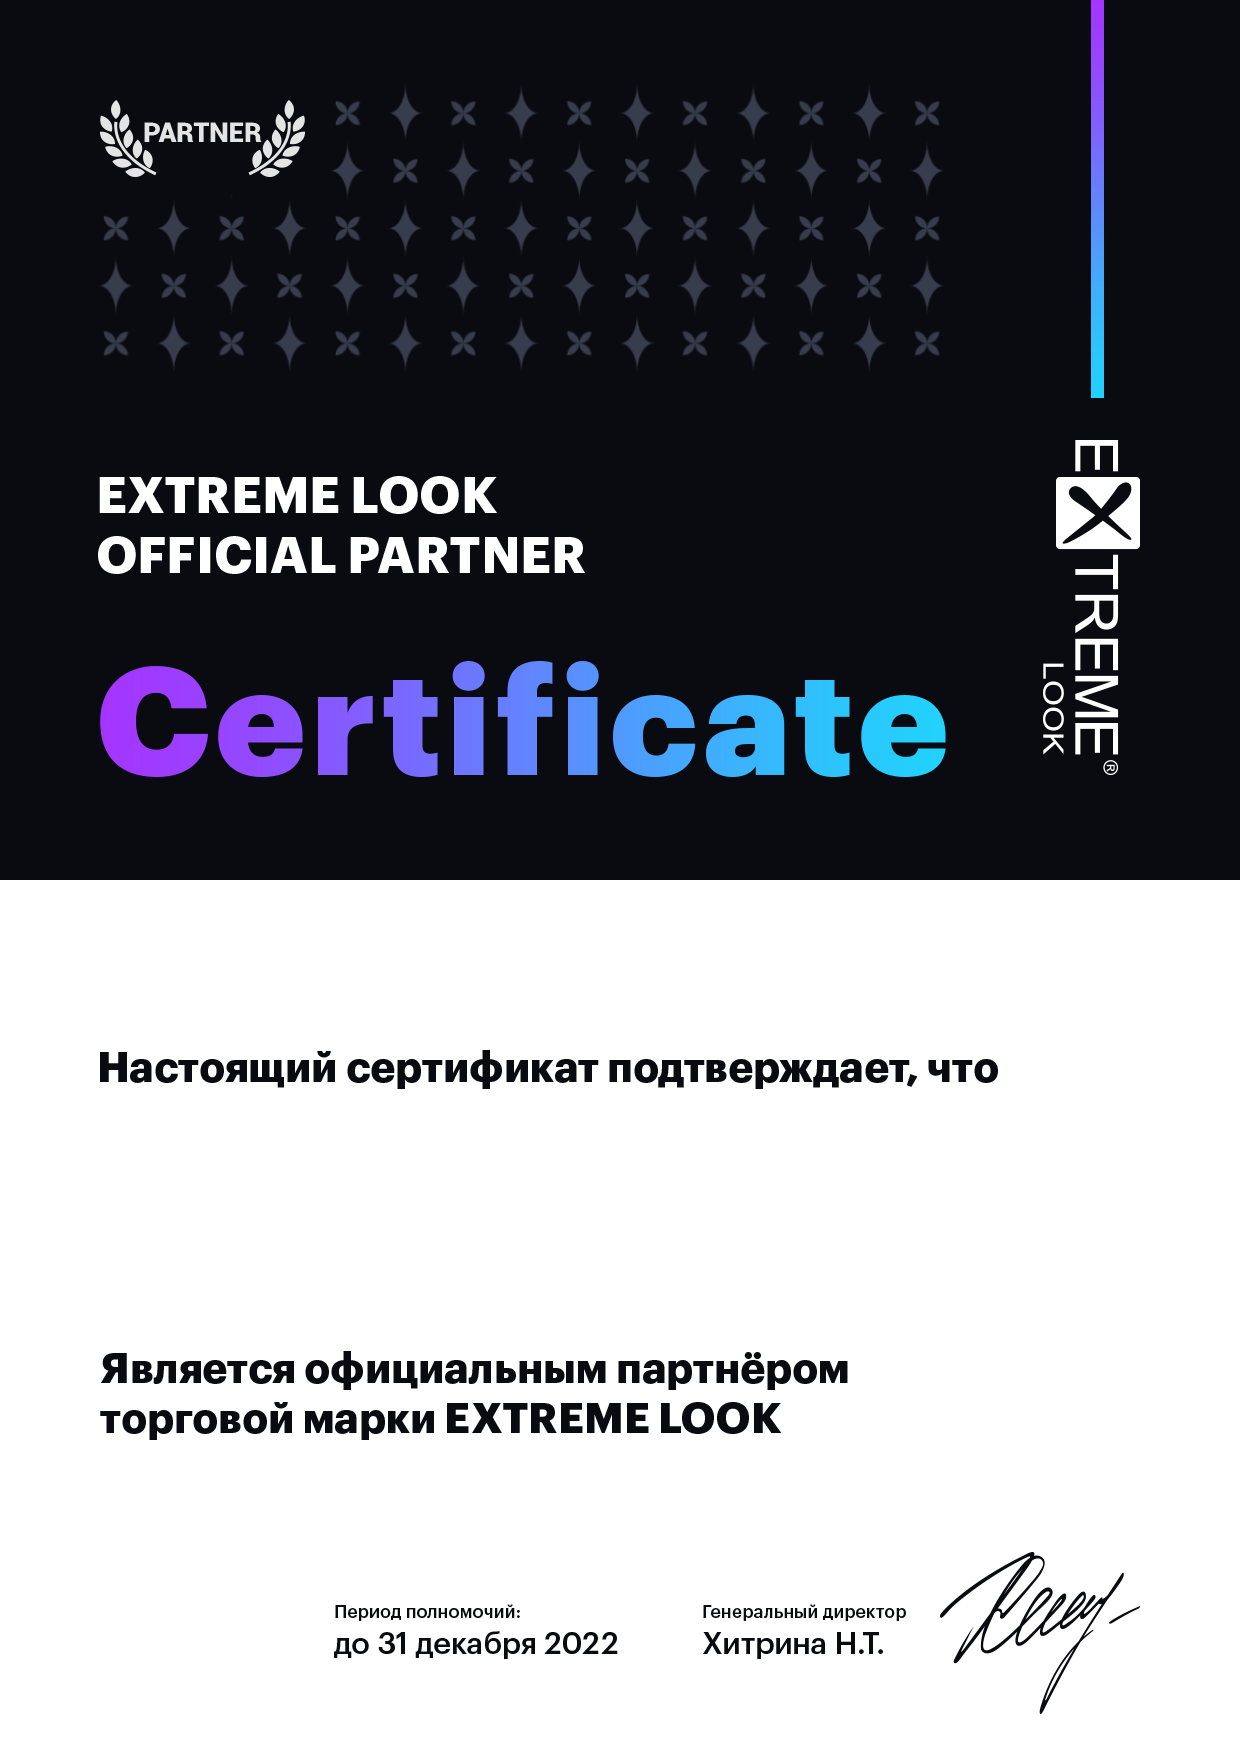 PARTNER
EXTREME LOOK
OFFICIAL PARTNER
Certificate
EXTREME
LOOK
®
Настоящий сертификат подтверждает, что
Является официальным партнёром
торговой марки EXTREME LOOK
Период полномочий:
до 31 декабря 2022
Генеральный директор
Хитрина Н.Т.